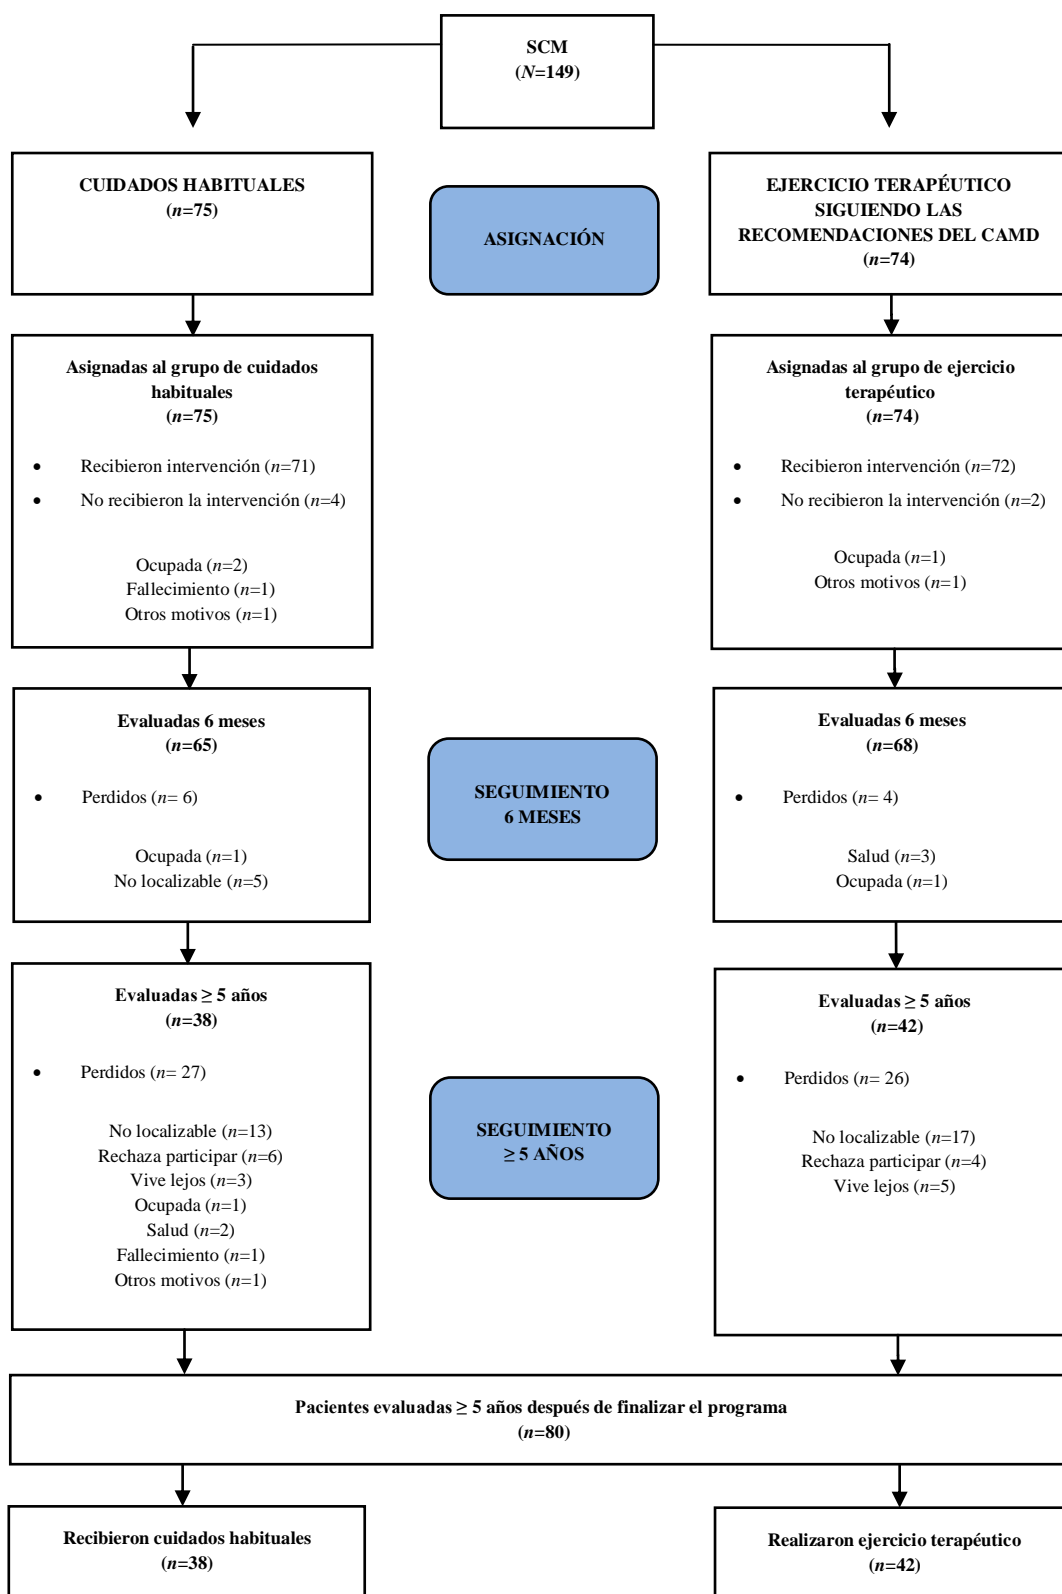 SCM
(N=149)
CUIDADOS HABITUALES
(n=75)
ASIGNACIÓN
EJERCICIO TERAPÉUTICO
SIGUIENDO LAS
RECOMENDACIONES DEL CAMD
(n=74)
Asignadas al grupo de cuidados
habituales
(n=75)
• Recibieron intervención (n=71)
• No recibieron la intervención (n=4)
Ocupada (n=2)
Fallecimiento (n=1)
Otros motivos (n=1)
Asignadas al grupo de ejercicio
terapéutico
(n=74)
• Recibieron intervención (n=72)
• No recibieron la intervención (n=2)
Ocupada (n=1)
Otros motivos (n=1)
Evaluadas 6 meses
(n=65)
• Perdidos (n= 6)
Ocupada (n=1)
No localizable (n=5)
SEGUIMIENTO
6 MESES
Evaluadas 6 meses
(n=68)
• Perdidos (n= 4)
Salud (n=3)
Ocupada (n=1)
Evaluadas ≥ 5 años
(n=38)
• Perdidos (n= 27)
No localizable (n=13)
Rechaza participar (n=6)
Vive lejos (n=3)
Ocupada (n=1)
Salud (n=2)
Fallecimiento (n=1)
Otros motivos (n=1)
SEGUIMIENTO
≥ 5 AÑOS
Evaluadas ≥ 5 años
(n=42)
• Perdidos (n= 26)
No localizable (n=17)
Rechaza participar (n=4)
Vive lejos (n=5)
Pacientes evaluadas ≥ 5 años después de finalizar el programa
(n=80)
Recibieron cuidados habituales
(n=38)
Realizaron ejercicio terapéutico
(n=42)